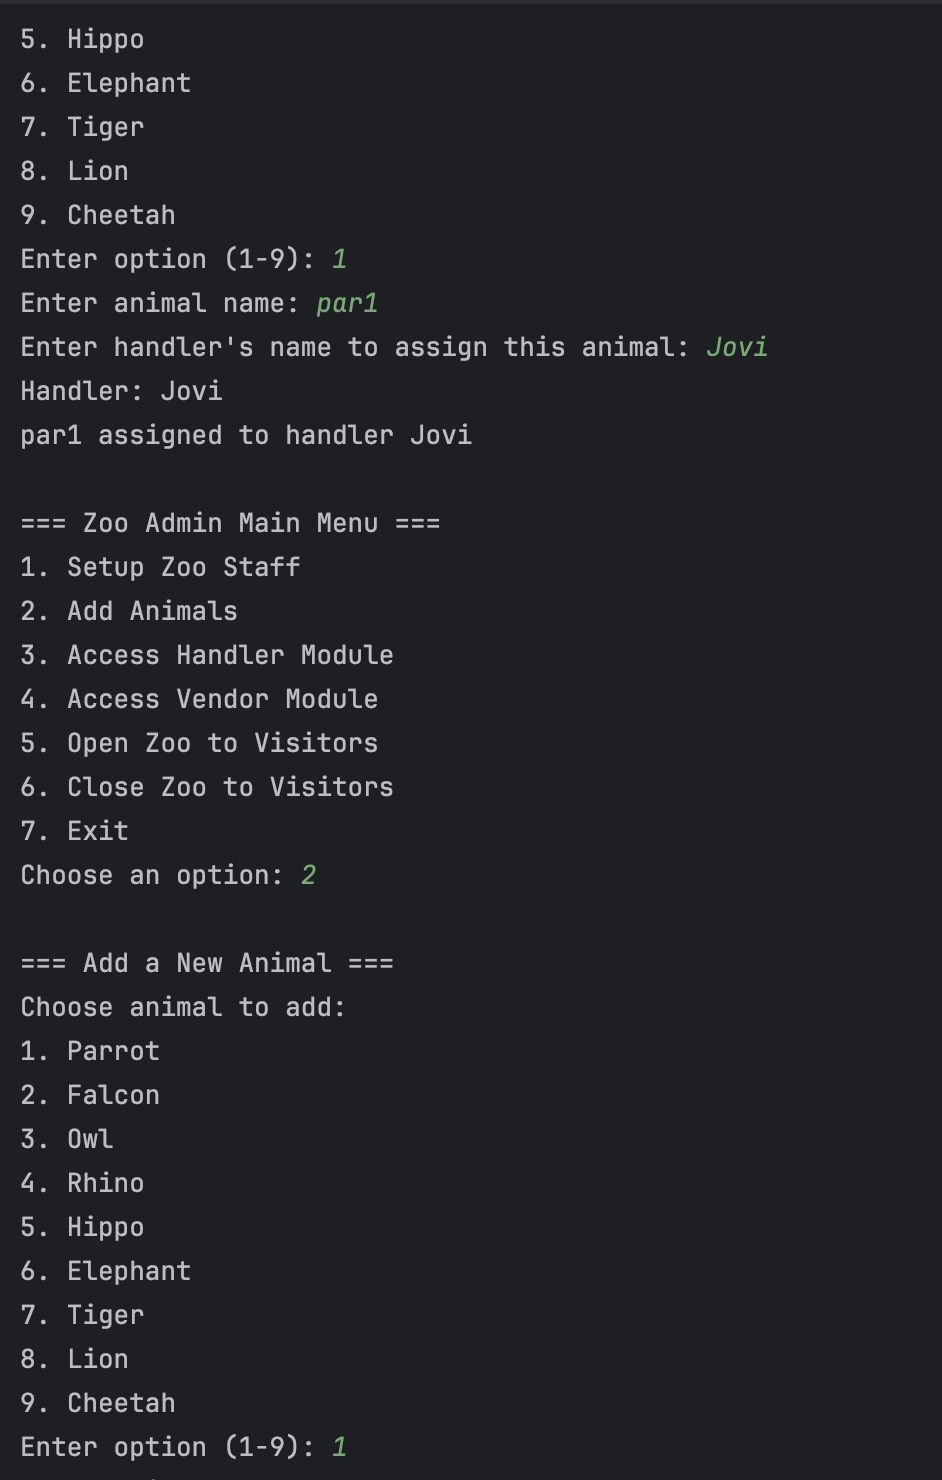 5. Hippo
6. Elephant
7. Tiger
8. Lion
9. Cheetah
Enter option (1-9): 1
Enter animal name: par1
Enter handler's name to assign this animal: Jovi
Handler: Jovi
par1 assigned to handler Jovi
=== Zoo Admin Main Menu ===
1. Setup Zoo Staff
2. Add Animals
3. Access Handler Module
4. Access Vendor Module
5. Open Zoo to Visitors
6. Close Zoo to Visitors
7. Exit
Choose an option: 2
=== Add a New Animal ===
Choose animal to add:
1. Parrot
2. Falcon
3. Owl
4. Rhino
5. Hippo
6. Elephant
7. Tiger
8. Lion
9. Cheetah
Enter option (1-9): 1